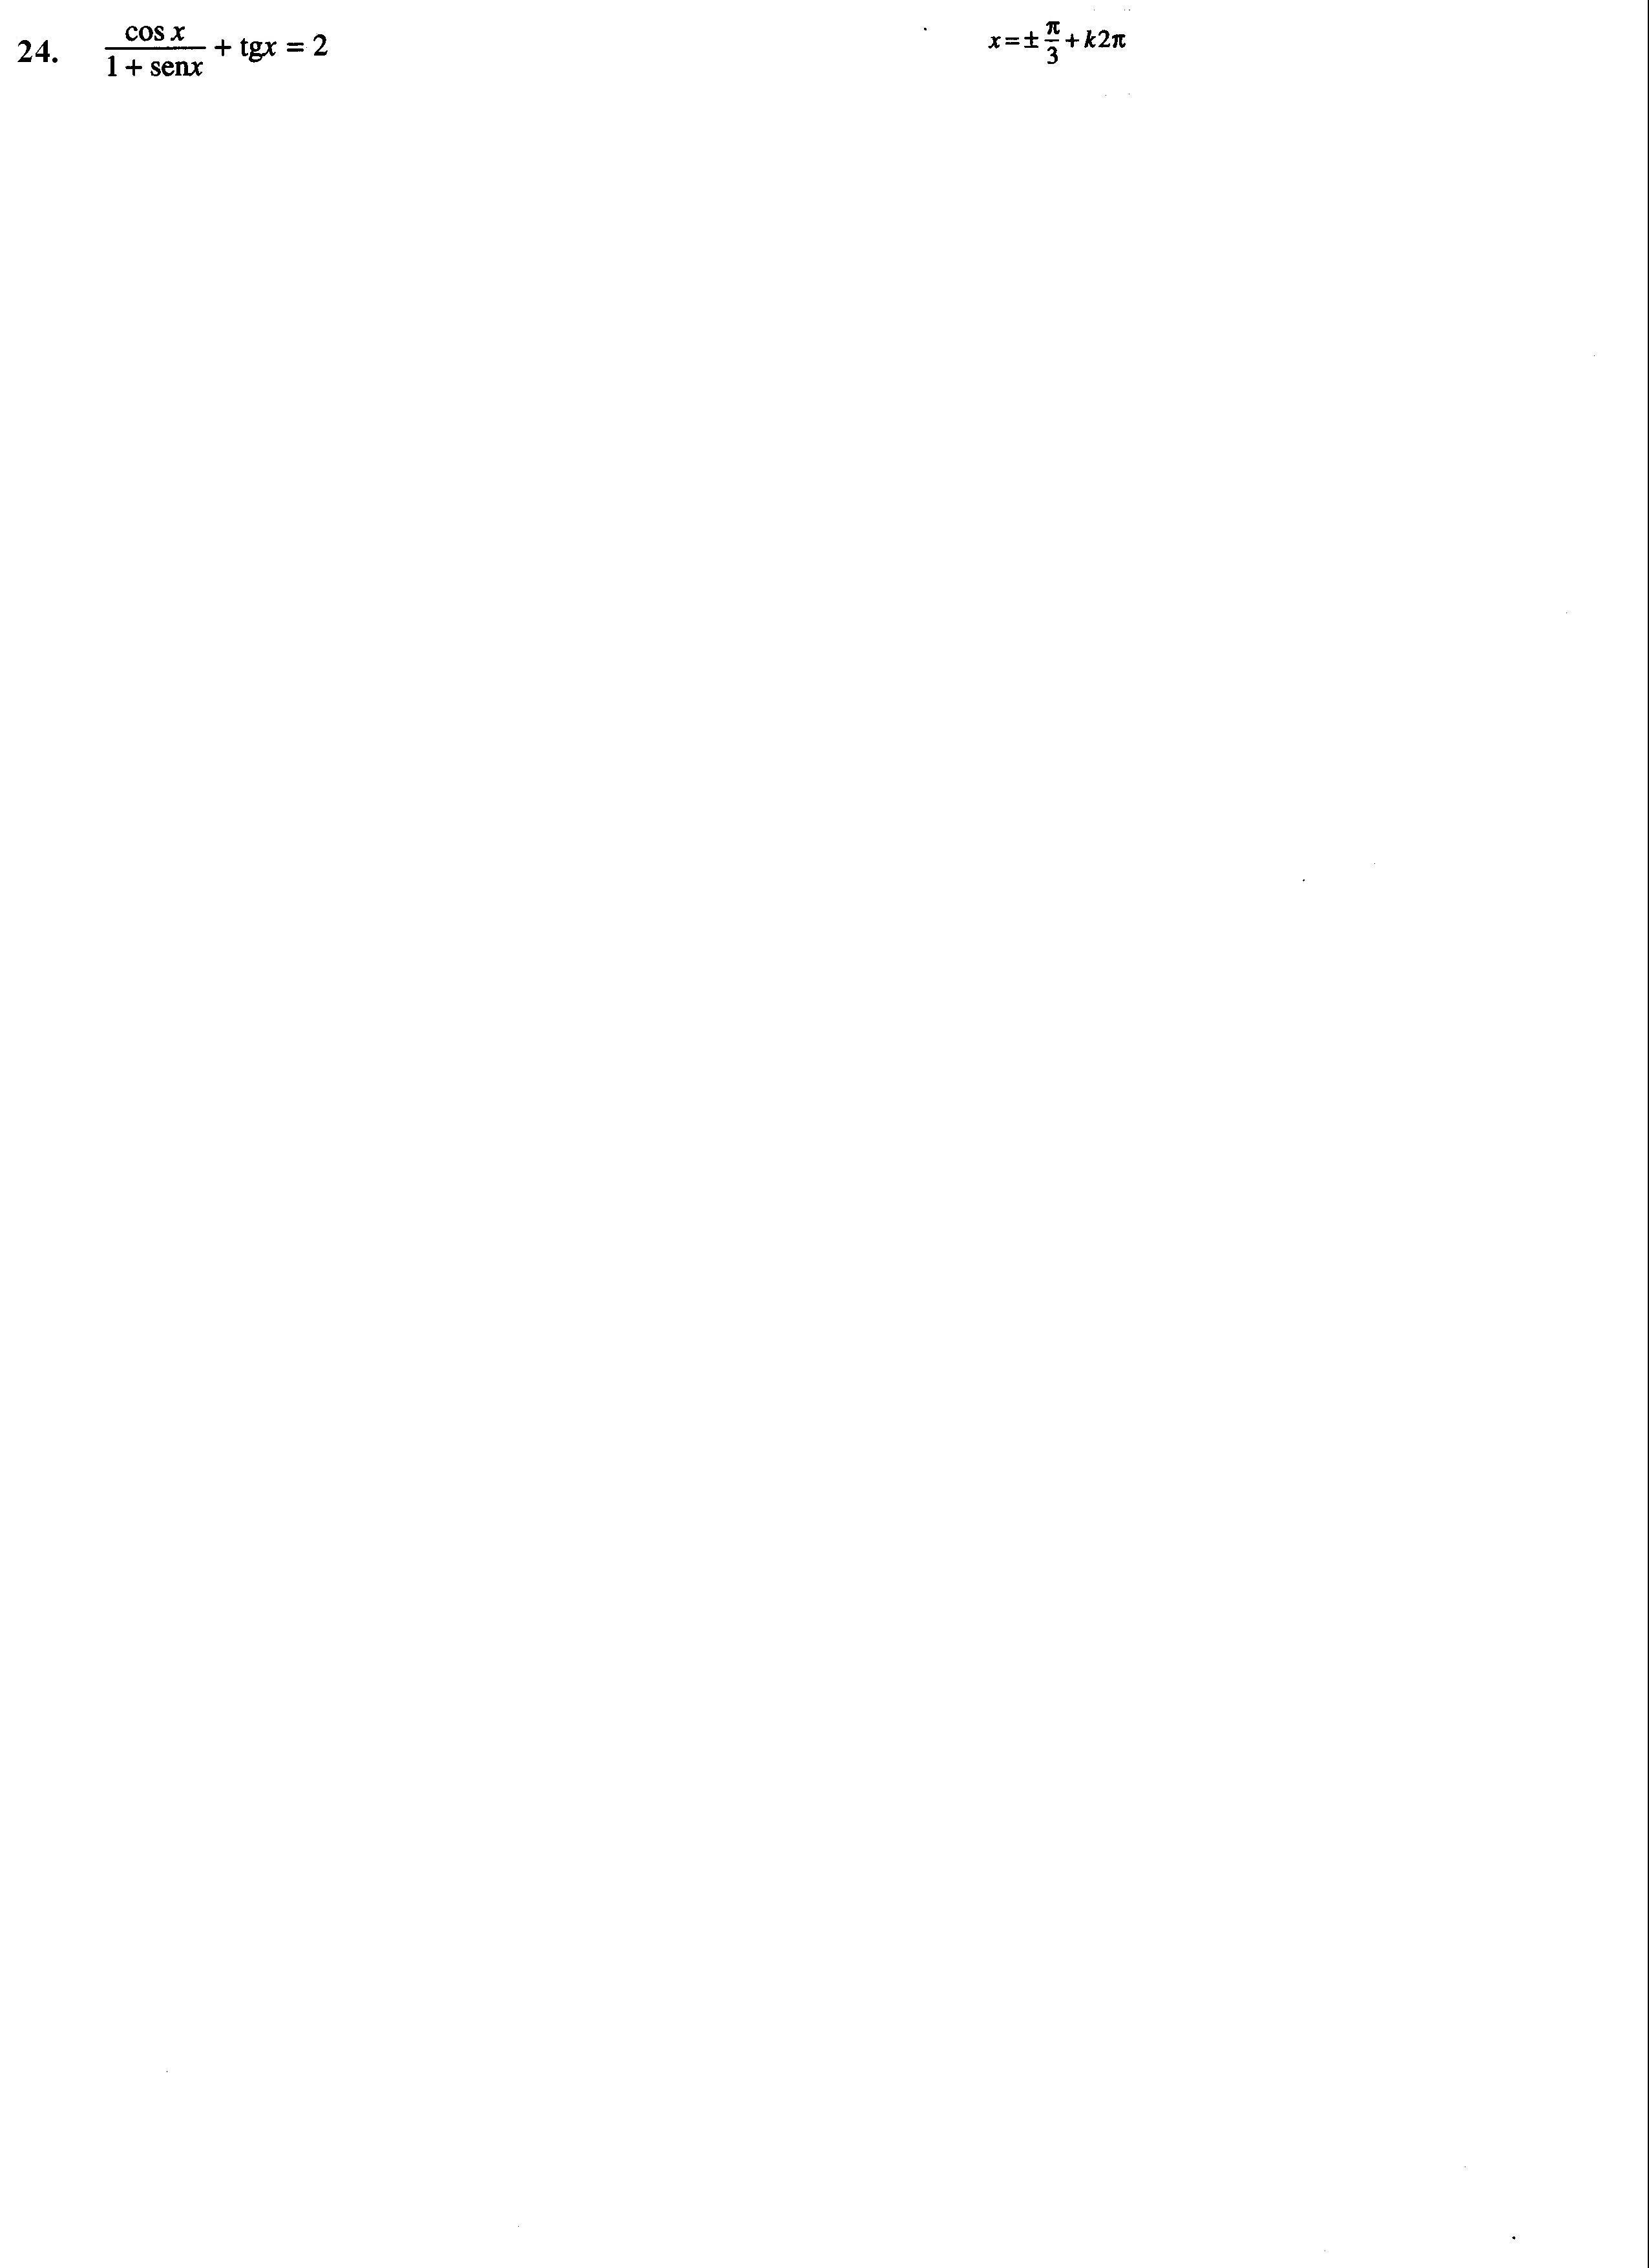 24. cos x / 1 + senx + tgx = 2 x = ± π/3 + k2π